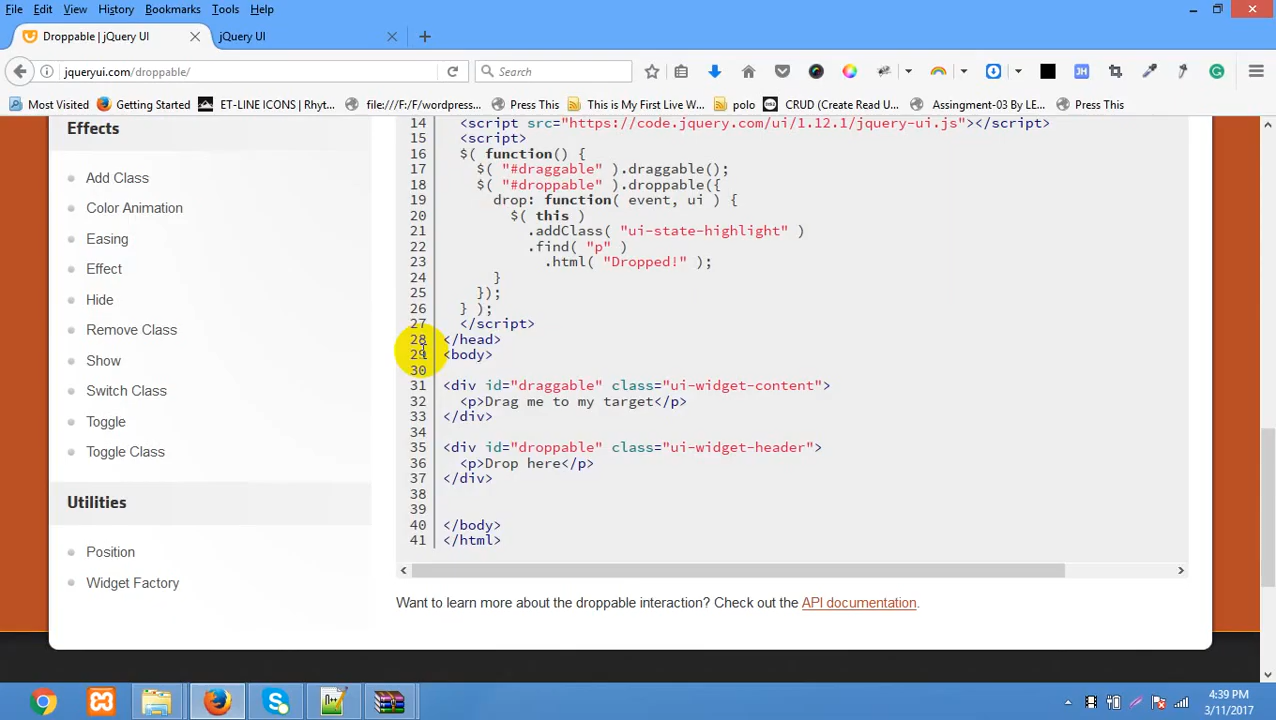 File Edit View History Bookmarks Tools Help
Droppable | jQuery UI
jQuery UI
jqueryui.com/droppable/
Search
JH
Most Visited Getting Started ET-LINE ICONS | Rhyt... file:///F:/F/wordpress... Press This This is My First Live W... polo CRUD (Create Read U... Assingment-03 By LE... Press This
Effects
Add Class
Color Animation
Easing
Effect
Hide
Remove Class
Show
Switch Class
Toggle
Toggle Class
Utilities
Position
Widget Factory
14 <script src="https://code.jquery.com/ui/1.12.1/jquery-ui.js"></script>
15 <script>
16 $( function() {
17 $( "#draggable" ).draggable();
18 $( "#droppable" ).droppable({
19 drop: function( event, ui ) {
20 $( this )
21 .addClass( "ui-state-highlight" )
22 .find( "p" )
23 .html( "Dropped!" );
24 }
25 });
26 } );
27 </script>
28 </head>
29 <body>
30
31 <div id="draggable" class="ui-widget-content">
32 <p>Drag me to my target</p>
33 </div>
34
35 <div id="droppable" class="ui-widget-header">
36 <p>Drop here</p>
37 </div>
38
39
40 </body>
41 </html>
Want to learn more about the droppable interaction? Check out the API documentation.
4:39 PM
3/11/2017